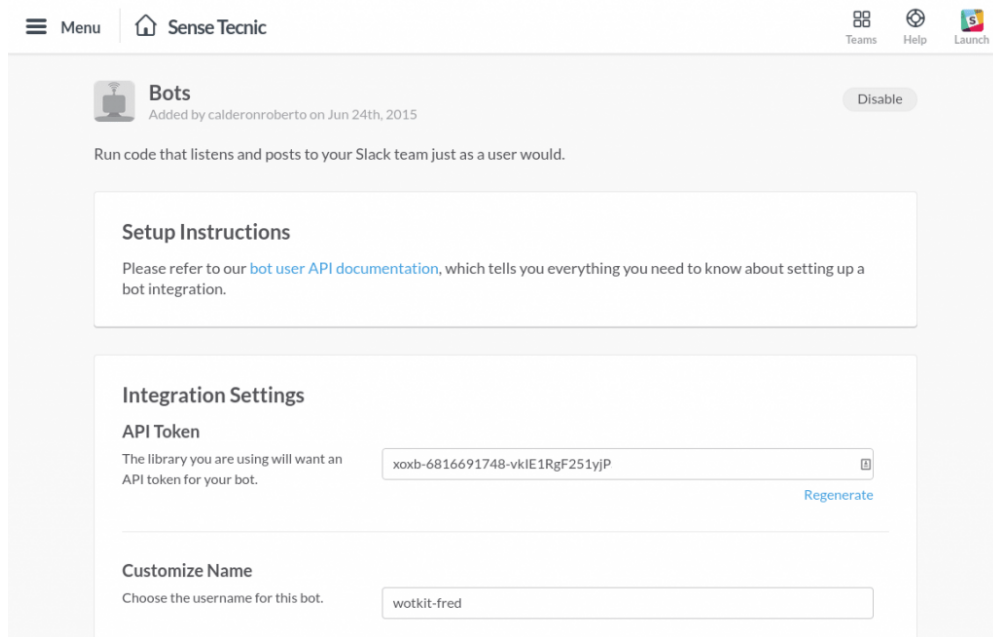 Menu
Sense Tecnic
Teams
Help
Launch
Bots
Added by calderonroberto on Jun 24th, 2015
Disable
Run code that listens and posts to your Slack team just as a user would.
Setup Instructions
Please refer to our bot user API documentation, which tells you everything you need to know about setting up a
bot integration.
Integration Settings
API Token
The library you are using will want an
API token for your bot.
xoxb-6816691748-vkIE1RgF251yjP
Regenerate
Customize Name
Choose the username for this bot.
wotkit-fred